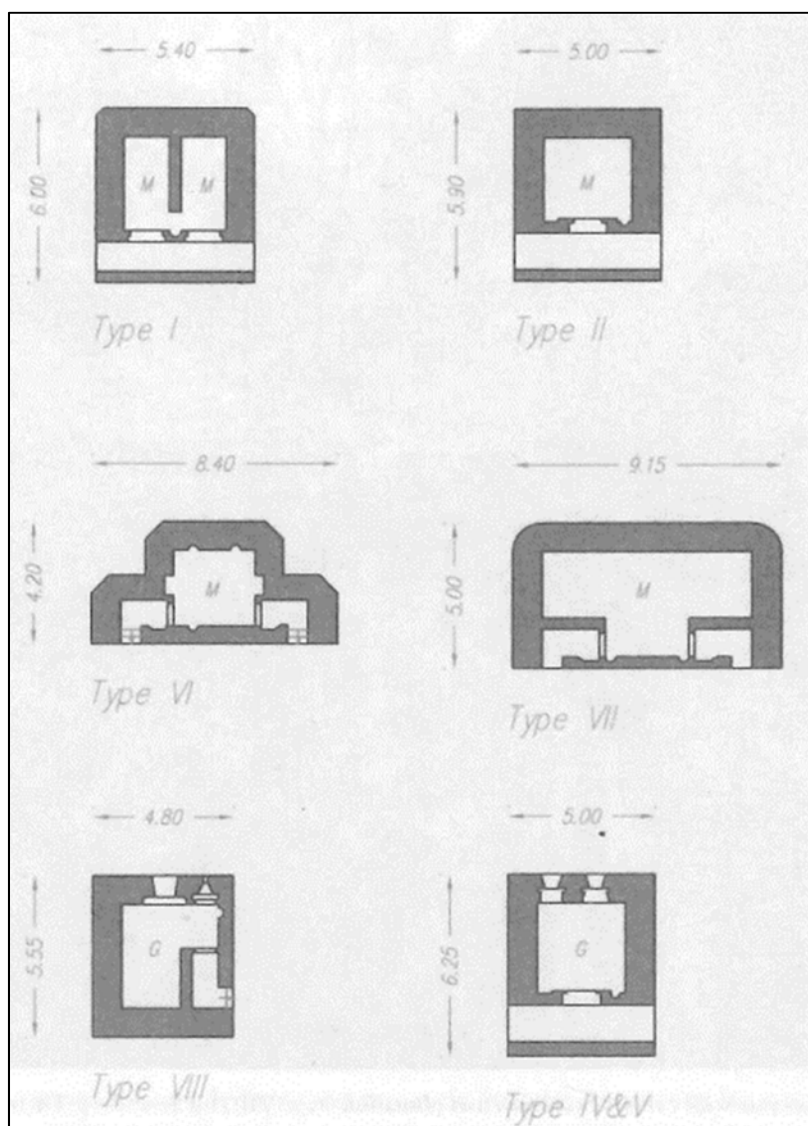 5.40
5.00
6.00
5.90
M M
M
Type I
Type II
8.40
9.15
4.20
5.00
M
M
Type VI
Type VII
4.80
5.00
5.55
6.25
G
G
Type VIII
Type IV&V